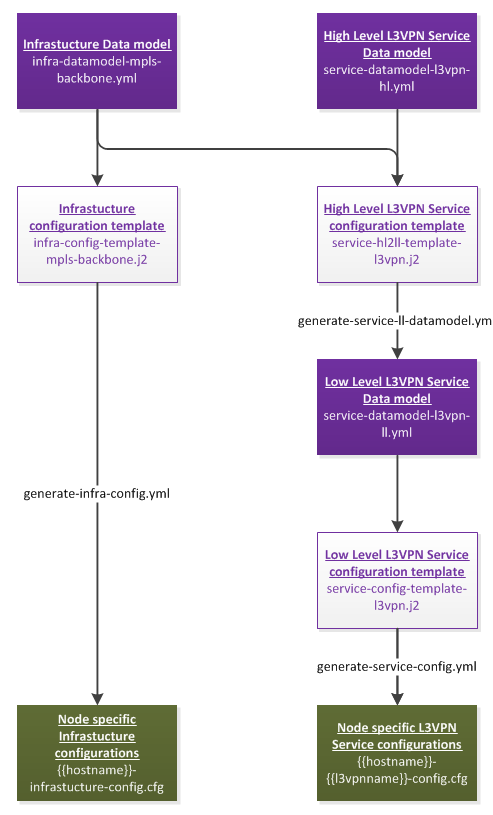 Infrastucture Data model
infra-datamodel-mpls-
backbone.yml
High Level L3VPN Service
Data model
service-datamodel-l3vpn-
hl.yml
Infrastucture
configuration template
infra-config-template-
mpls-backbone.j2
High Level L3VPN Service
configuration template
service-hl2ll-template-
l3vpn.j2
generate-service-ll-datamodel.ym
Low Level L3VPN Service
Data model
service-datamodel-l3vpn-
ll.yml
generate-infra-config.yml
Low Level L3VPN Service
configuration template
service-config-template-
l3vpn.j2
generate-service-config.yml
Node specific
Infrastucture
configurations
{{hostname}}-
infrastucture-config.cfg
Node specific L3VPN
Service configurations
{{hostname}}-
{{l3vpnname}}-config.cfg